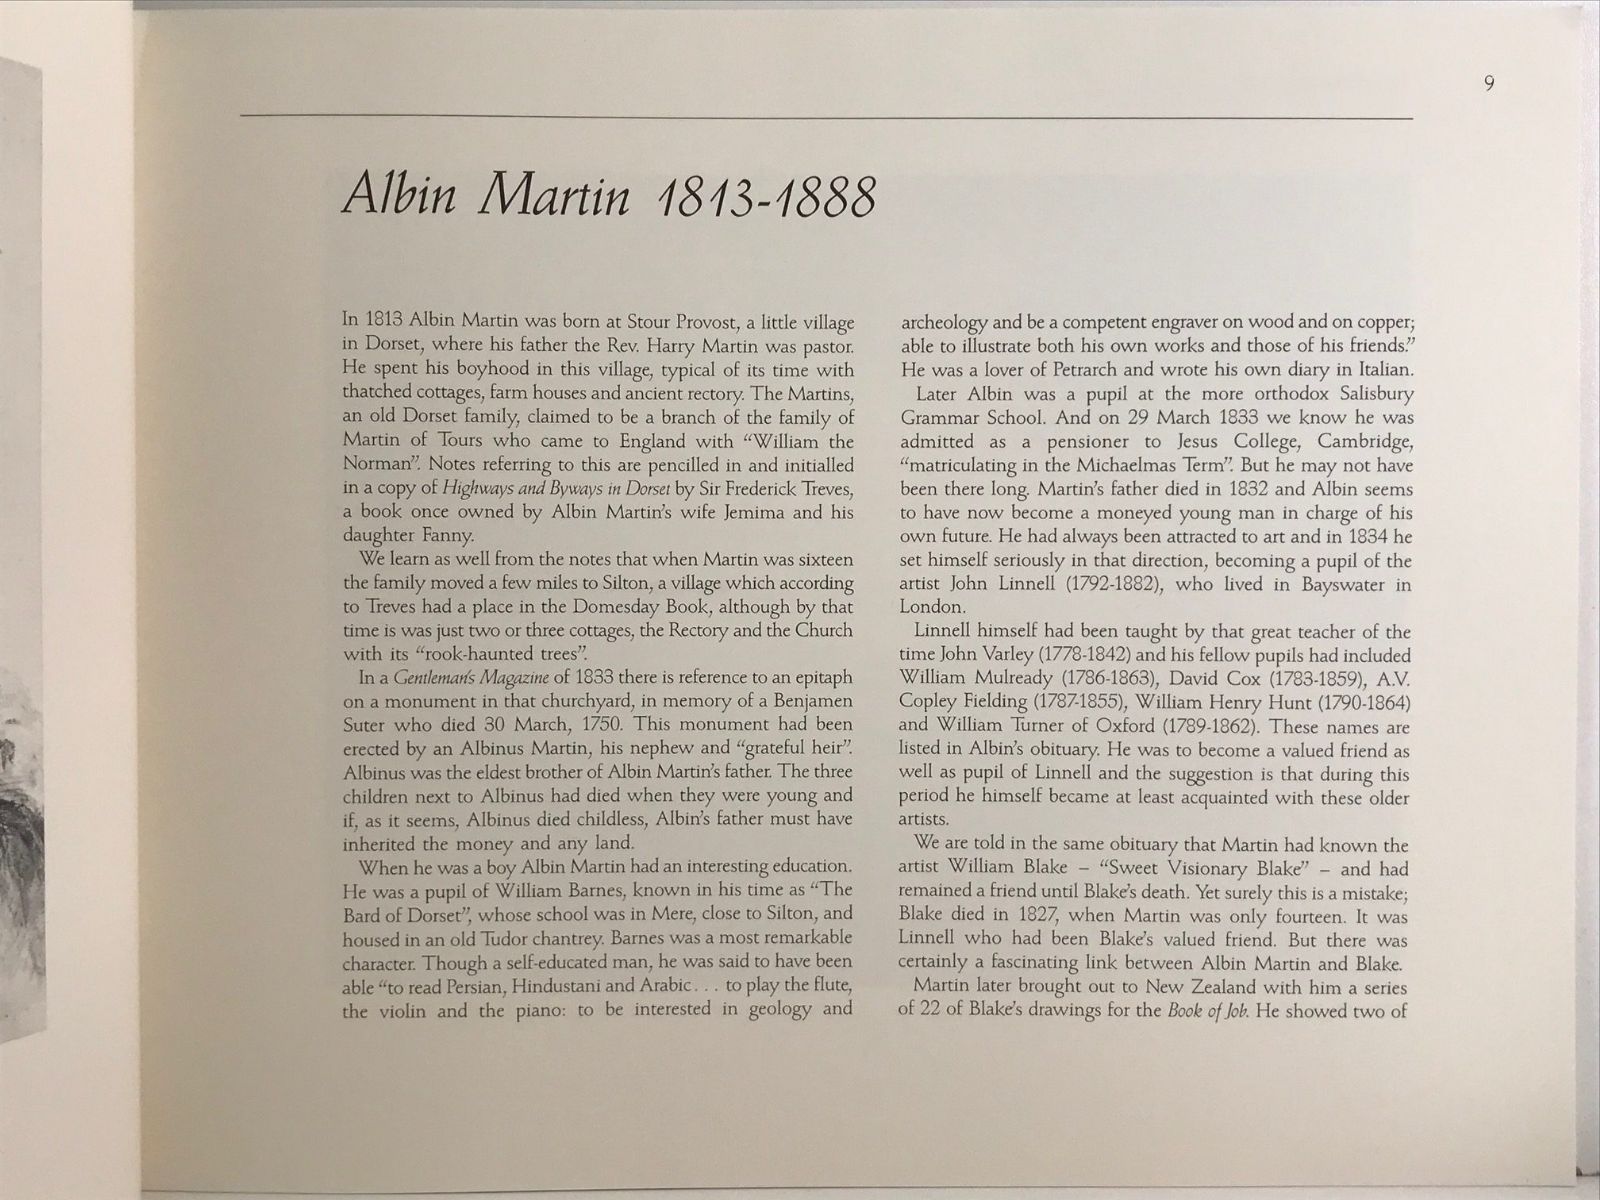 9
Albin Martin 1813-1888
In 1813 Albin Martin was born at Stour Provost, a little village
in Dorset, where his father the Rev. Harry Martin was pastor.
He spent his boyhood in this village, typical of its time with
thatched cottages, farm houses and ancient rectory. The Martins,
an old Dorset family, claimed to be a branch of the family of
Martin of Tours who came to England with “William the
Norman”. Notes referring to this are pencilled in and initialled
in a copy of Highways and Byways in Dorset by Sir Frederick Treves,
a book once owned by Albin Martin’s wife Jemima and his
daughter Fanny.
We learn as well from the notes that when Martin was sixteen
the family moved a few miles to Silton, a village which according
to Treves had a place in the Domesday Book, although by that
time is was just two or three cottages, the Rectory and the Church
with its “rook-haunted trees”.
In a Gentleman’s Magazine of 1833 there is reference to an epitaph
on a monument in that churchyard, in memory of a Benjamen
Suter who died 30 March, 1750. This monument had been
erected by an Albinus Martin, his nephew and “grateful heir”.
Albinus was the eldest brother of Albin Martin’s father. The three
children next to Albinus had died when they were young and
if, as it seems, Albinus died childless, Albin’s father must have
inherited the money and any land.
When he was a boy Albin Martin had an interesting education.
He was a pupil of William Barnes, known in his time as “The
Bard of Dorset”, whose school was in Mere, close to Silton, and
housed in an old Tudor chantrey. Barnes was a most remarkable
character. Though a self-educated man, he was said to have been
able “to read Persian, Hindustani and Arabic . . . to play the flute,
the violin and the piano: to be interested in geology and
archeology and be a competent engraver on wood and on copper;
able to illustrate both his own works and those of his friends.”
He was a lover of Petrarch and wrote his own diary in Italian.
Later Albin was a pupil at the more orthodox Salisbury
Grammar School. And on 29 March 1833 we know he was
admitted as a pensioner to Jesus College, Cambridge,
“matriculating in the Michaelmas Term”. But he may not have
been there long. Martin’s father died in 1832 and Albin seems
to have now become a moneyed young man in charge of his
own future. He had always been attracted to art and in 1834 he
set himself seriously in that direction, becoming a pupil of the
artist John Linnell (1792-1882), who lived in Bayswater in
London.
Linnell himself had been taught by that great teacher of the
time John Varley (1778-1842) and his fellow pupils had included
William Mulready (1786-1863), David Cox (1783-1859), A.V.
Copley Fielding (1787-1855), William Henry Hunt (1790-1864)
and William Turner of Oxford (1789-1862). These names are
listed in Albin’s obituary. He was to become a valued friend as
well as pupil of Linnell and the suggestion is that during this
period he himself became at least acquainted with these older
artists.
We are told in the same obituary that Martin had known the
artist William Blake – “Sweet Visionary Blake” – and had
remained a friend until Blake’s death. Yet surely this is a mistake;
Blake died in 1827, when Martin was only fourteen. It was
Linnell who had been Blake’s valued friend. But there was
certainly a fascinating link between Albin Martin and Blake.
Martin later brought out to New Zealand with him a series
of 22 of Blake’s drawings for the Book of Job. He showed two of